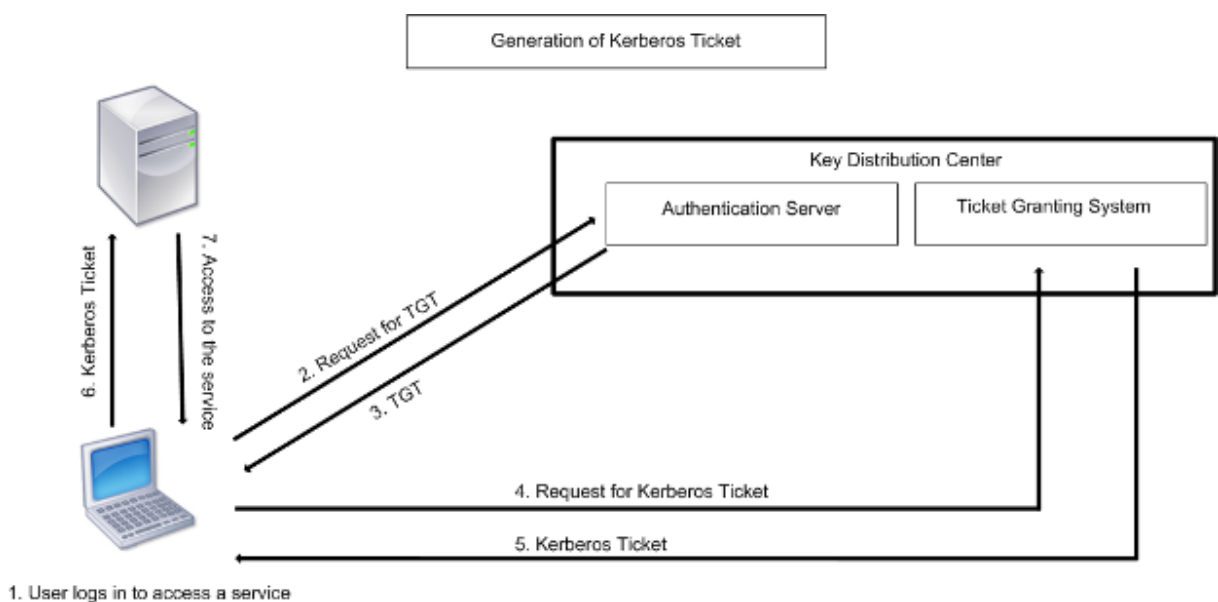 Generation of Kerberos Ticket
Key Distribution Center
Authentication Server
Ticket Granting System
6. Kerberos Ticket
7. Access to the service
2. Request for TGT
3. TGT
4. Request for Kerberos Ticket
5. Kerberos Ticket
1. User logs in to access a service